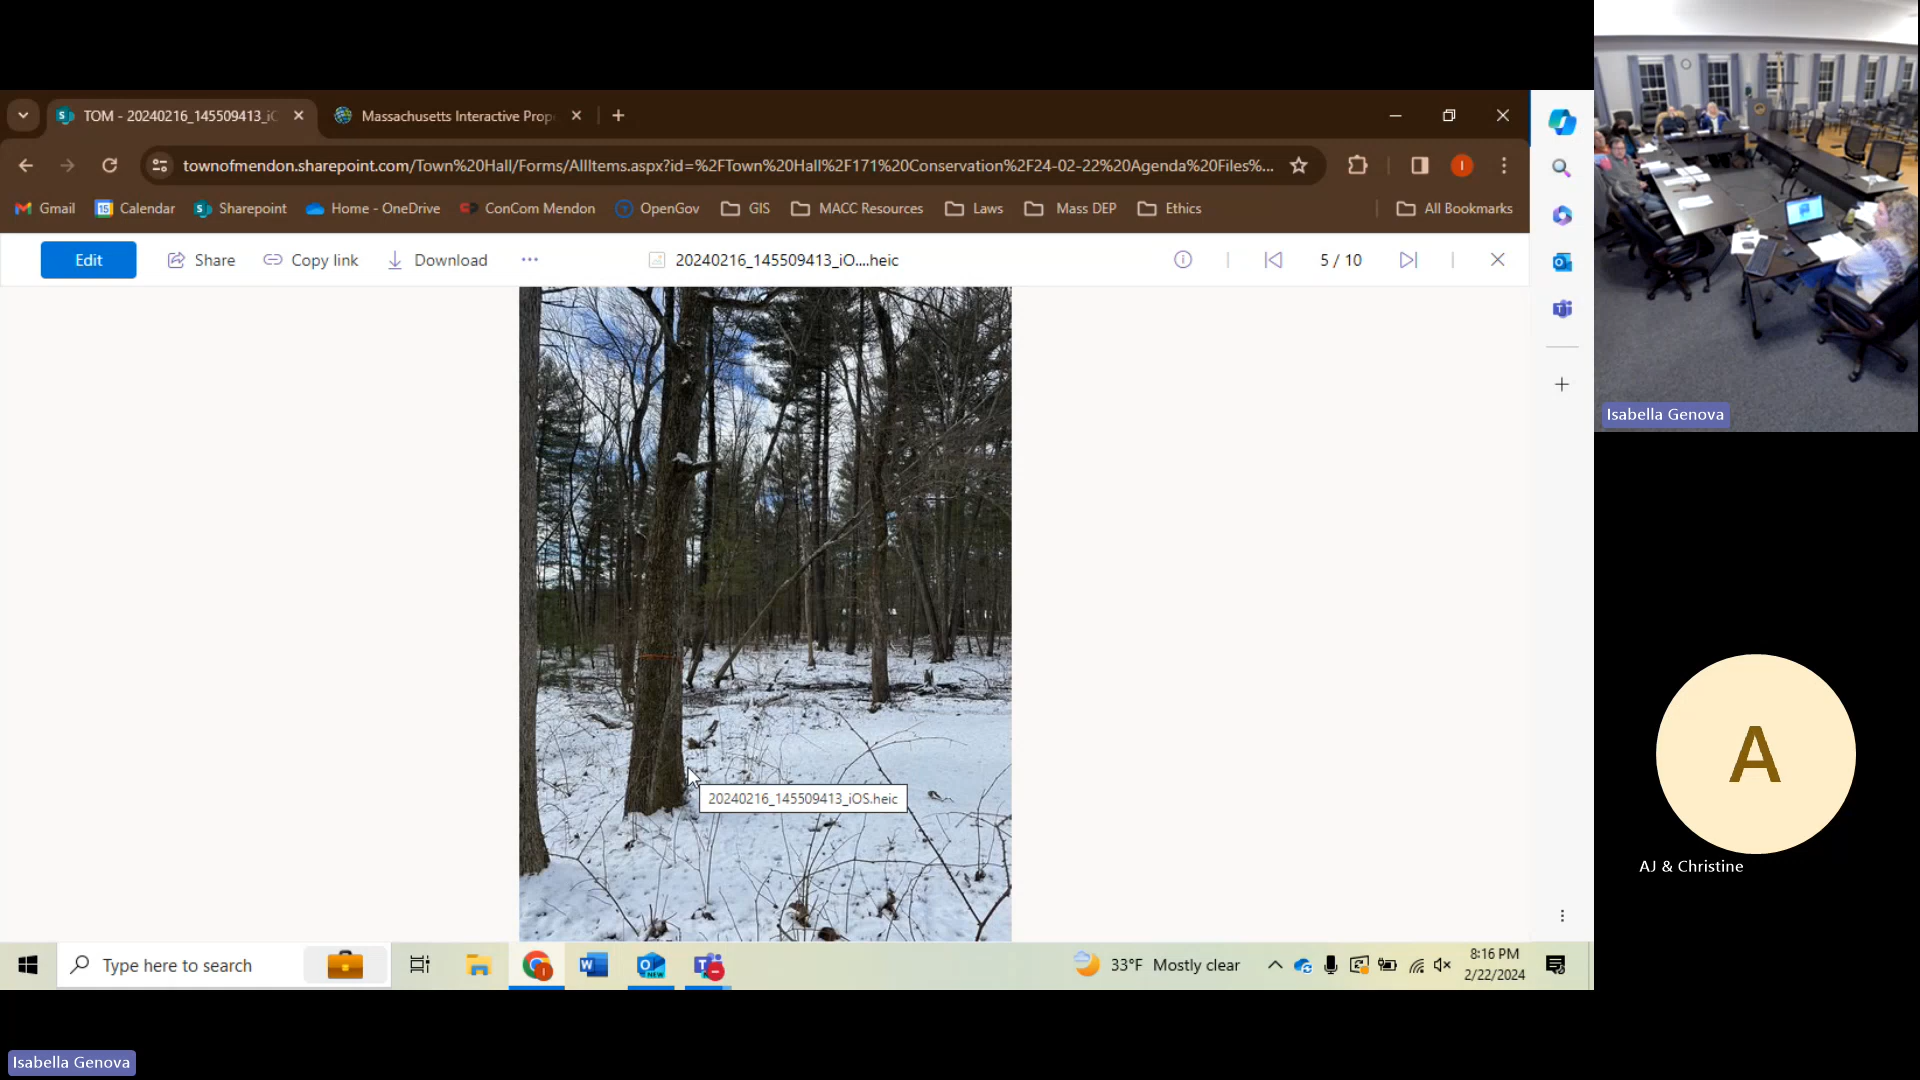 TOM - 20240216_145509413_iO
Massachusetts Interactive Prop
townofmendon.sharepoint.com/Town%20Hall/Forms/AllItems.aspx?id=%2FTown%20Hall%2F171%20Conservation%2F24-02-22%20Agenda%20Files%...
Gmail
15 Calendar
S Sharepoint
Home - OneDrive
ConCom Mendon
OpenGov
GIS
MACC Resources
Laws
Mass DEP
Ethics
All Bookmarks
Edit
Share
Copy link
Download
20240216_145509413_iO....heic
5 / 10
Isabella Genova
20240216_145509413_iOS.heic
A
AJ & Christine
Type here to search
33°F Mostly clear
8:16 PM
2/22/2024
Isabella Genova